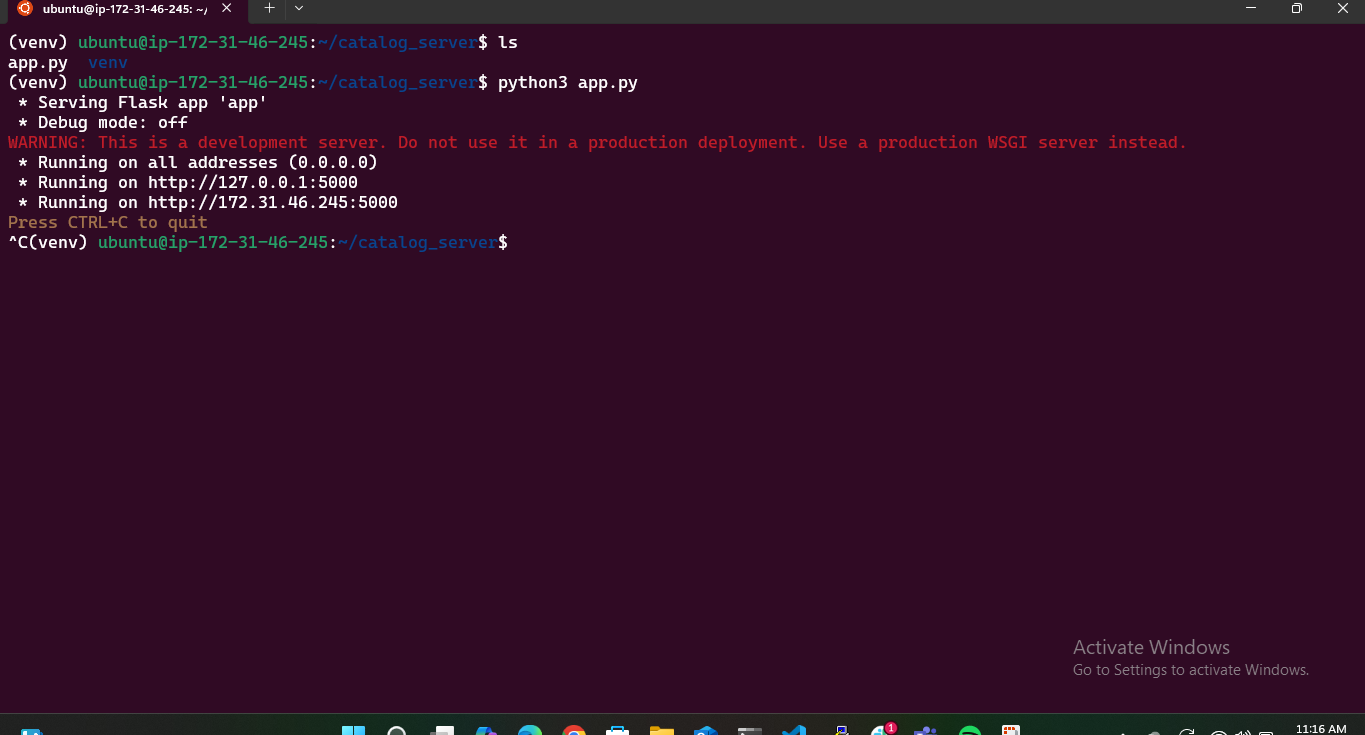 ubuntu@ip-172-31-46-245: ~/
(venv) ubuntu@ip-172-31-46-245:~/catalog_server$ ls
app.py  venv
(venv) ubuntu@ip-172-31-46-245:~/catalog_server$ python3 app.py
 * Serving Flask app 'app'
 * Debug mode: off
WARNING: This is a development server. Do not use it in a production deployment. Use a production WSGI server instead.
 * Running on all addresses (0.0.0.0)
 * Running on http://127.0.0.1:5000
 * Running on http://172.31.46.245:5000
Press CTRL+C to quit
^C(venv) ubuntu@ip-172-31-46-245:~/catalog_server$
Activate Windows
Go to Settings to activate Windows.
1
11:16 AM